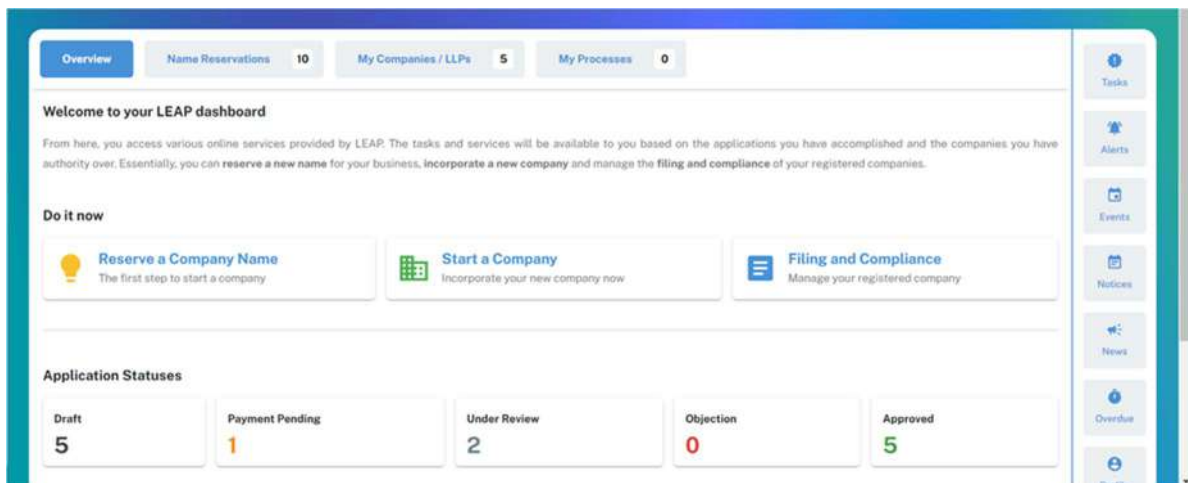 Overview
Name Reservations 10
My Companies / LLPs 5
My Processes 0
Welcome to your LEAP dashboard
From here, you access various online services provided by LEAP. The tasks and services will be available to you based on the applications you have accomplished and the companies you have
authority over. Essentially, you can reserve a new name for your business, incorporate a new company and manage the filing and compliance of your registered companies.
Do it now
Reserve a Company Name
The first step to start a company
Start a Company
Incorporate your new company now
Filing and Compliance
Manage your registered company
Application Statuses
Draft
5
Payment Pending
1
Under Review
2
Objection
0
Approved
5
Tasks
Alerts
Events
Notices
News
Overdue